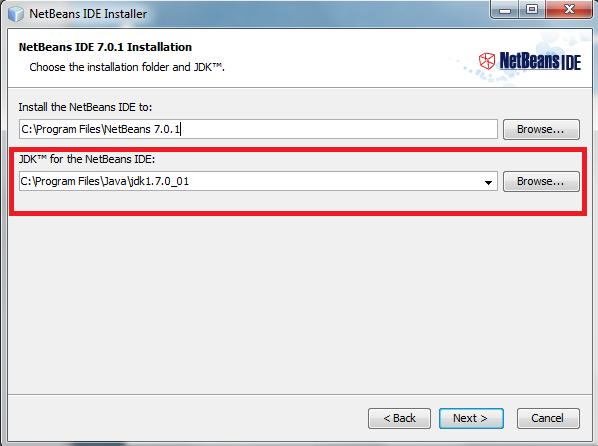 NetBeans IDE Installer
NetBeans IDE 7.0.1 Installation
Choose the installation folder and JDK™.
NetBeans IDE
Install the NetBeans IDE to:
C:\Program Files\NetBeans 7.0.1
Browse...
JDK™ for the NetBeans IDE:
C:\Program Files\Java\jdk1.7.0_01
Browse...
< Back
Next >
Cancel